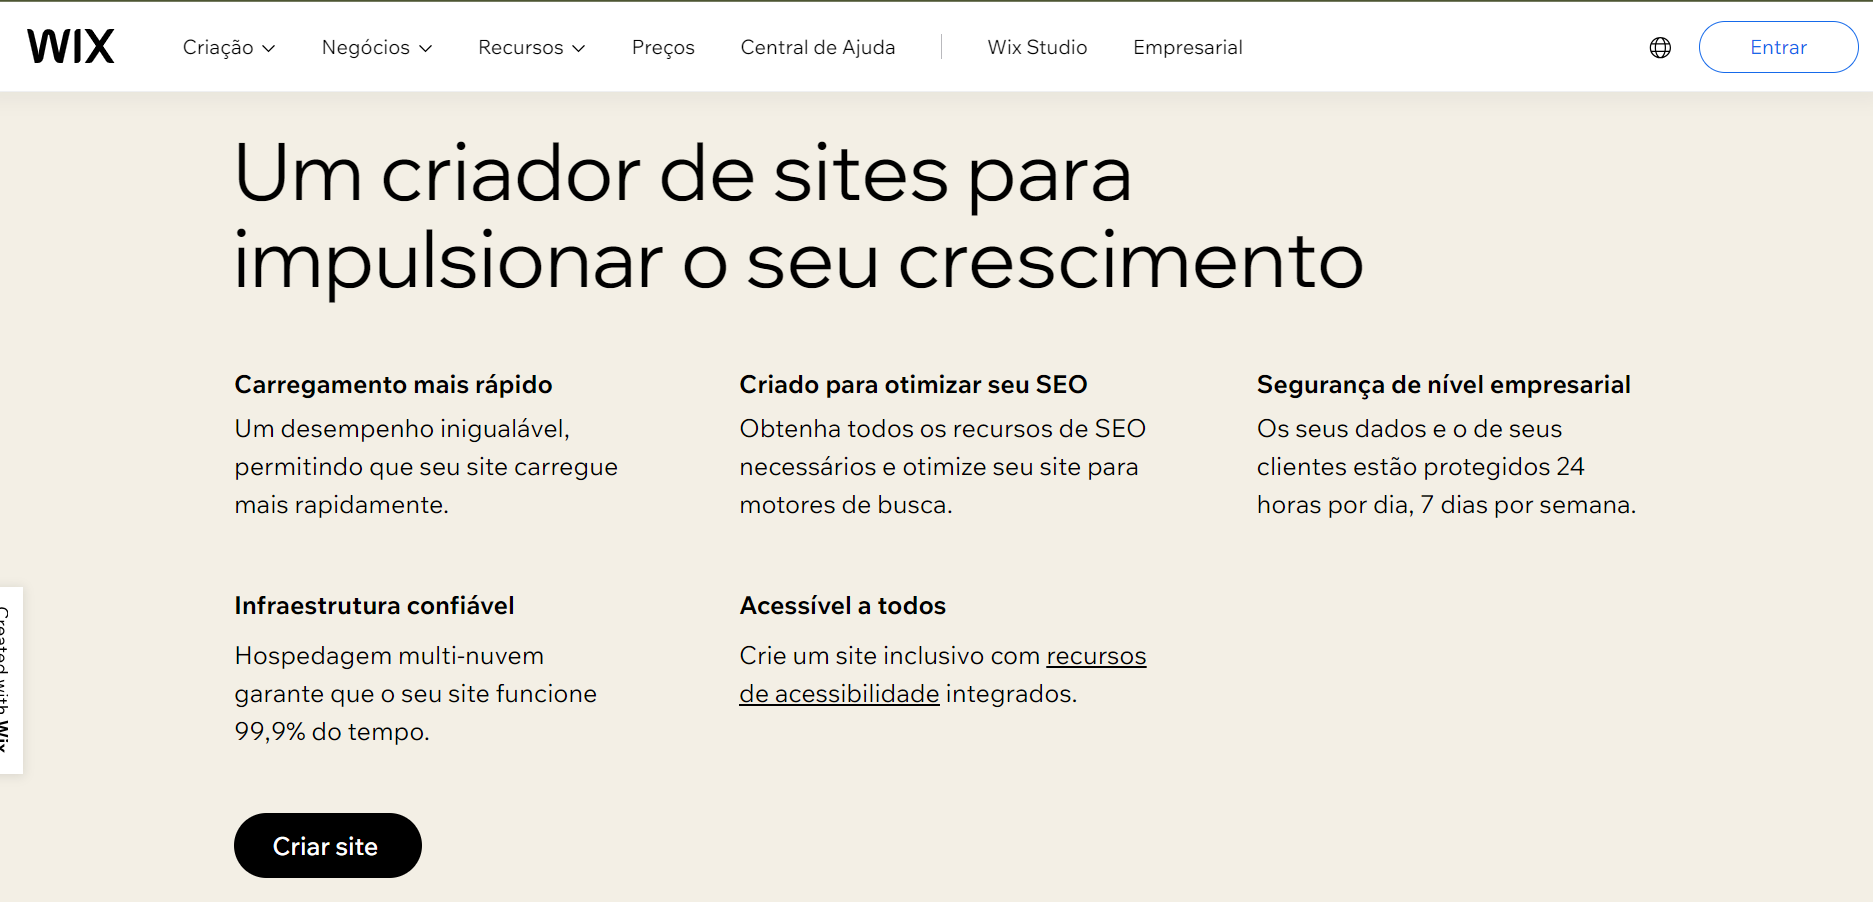 WIX Criação Negócios Recursos Preços Central de Ajuda Wix Studio Empresarial Entrar
Um criador de sites para
impulsionar o seu crescimento
Carregamento mais rápido
Um desempenho inigualável,
permitindo que seu site carregue
mais rapidamente.
Criado para otimizar seu SEO
Obtenha todos os recursos de SEO
necessários e otimize seu site para
motores de busca.
Segurança de nível empresarial
Os seus dados e o de seus
clientes estão protegidos 24
horas por dia, 7 dias por semana.
Infraestrutura confiável
Hospedagem multi-nuvem
garante que o seu site funcione
99,9% do tempo.
Acessível a todos
Crie um site inclusivo com recursos
de acessibilidade integrados.
Created with Wix
Criar site